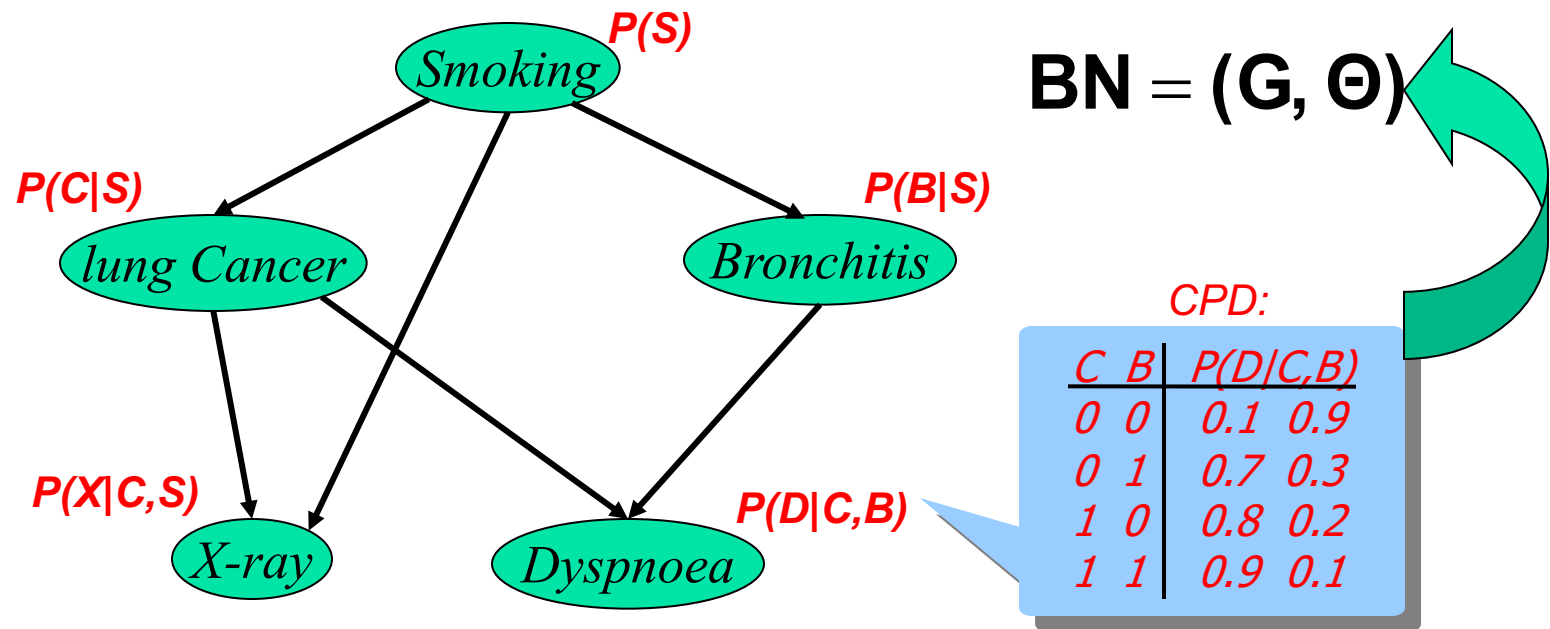 P(S)
Smoking
BN = (G, Θ)
P(C|S)
P(B|S)
lung Cancer
Bronchitis
P(X|C,S)
X-ray
P(D|C,B)
Dyspnoea
CPD:
C B P(D|C,B)
0 0 0.1 0.9
0 1 0.7 0.3
1 0 0.8 0.2
1 1 0.9 0.1